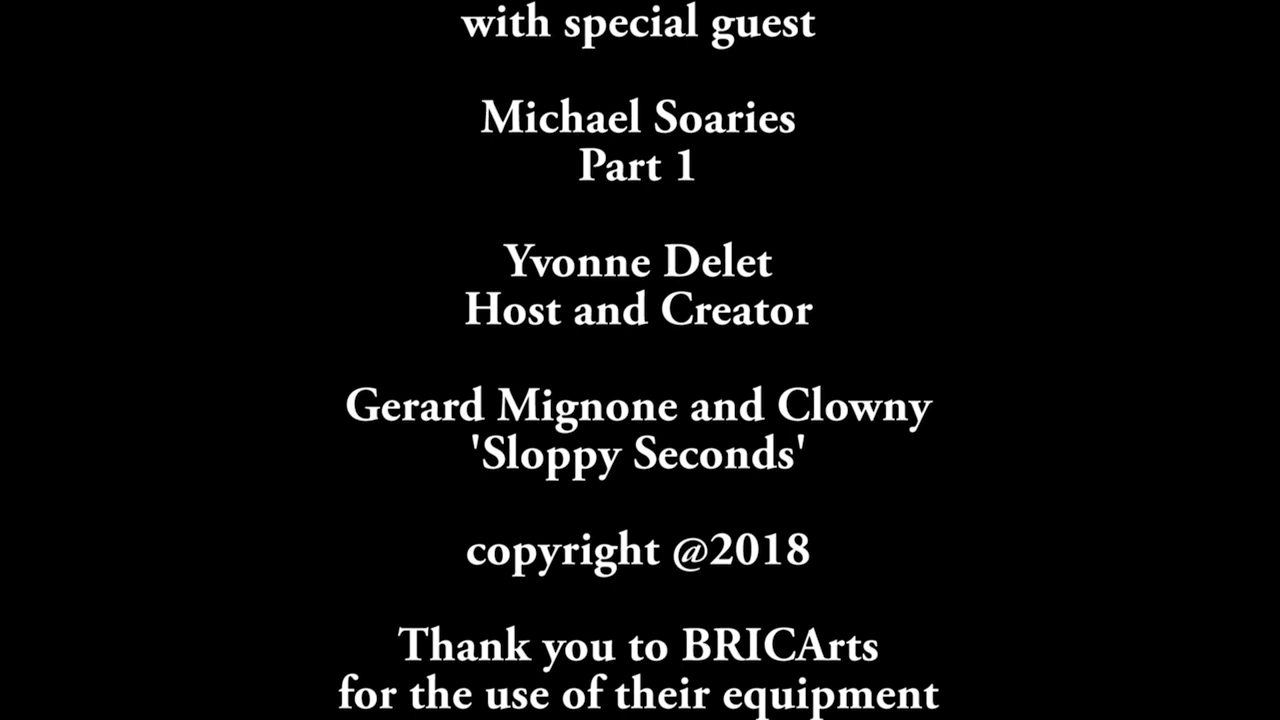 with special guest
Michael Soaries
Part 1
Yvonne Delet
Host and Creator
Gerard Mignone and Clowny
'Sloppy Seconds'
copyright @2018
Thank you to BRICArts
for the use of their equipment